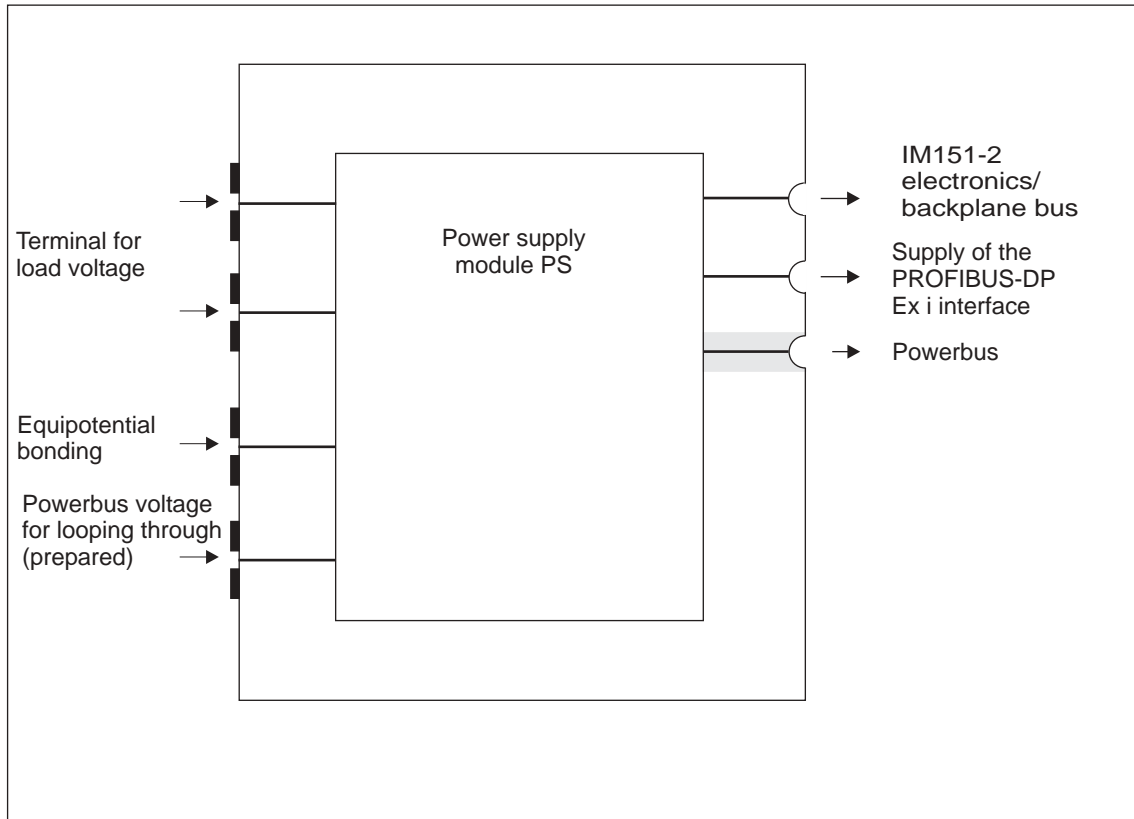 Terminal for
load voltage
Equipotential
bonding
Powerbus voltage
for looping through
(prepared)
Power supply
module PS
IM151-2
electronics/
backplane bus
Supply of the
PROFIBUS-DP
Ex i interface
Powerbus